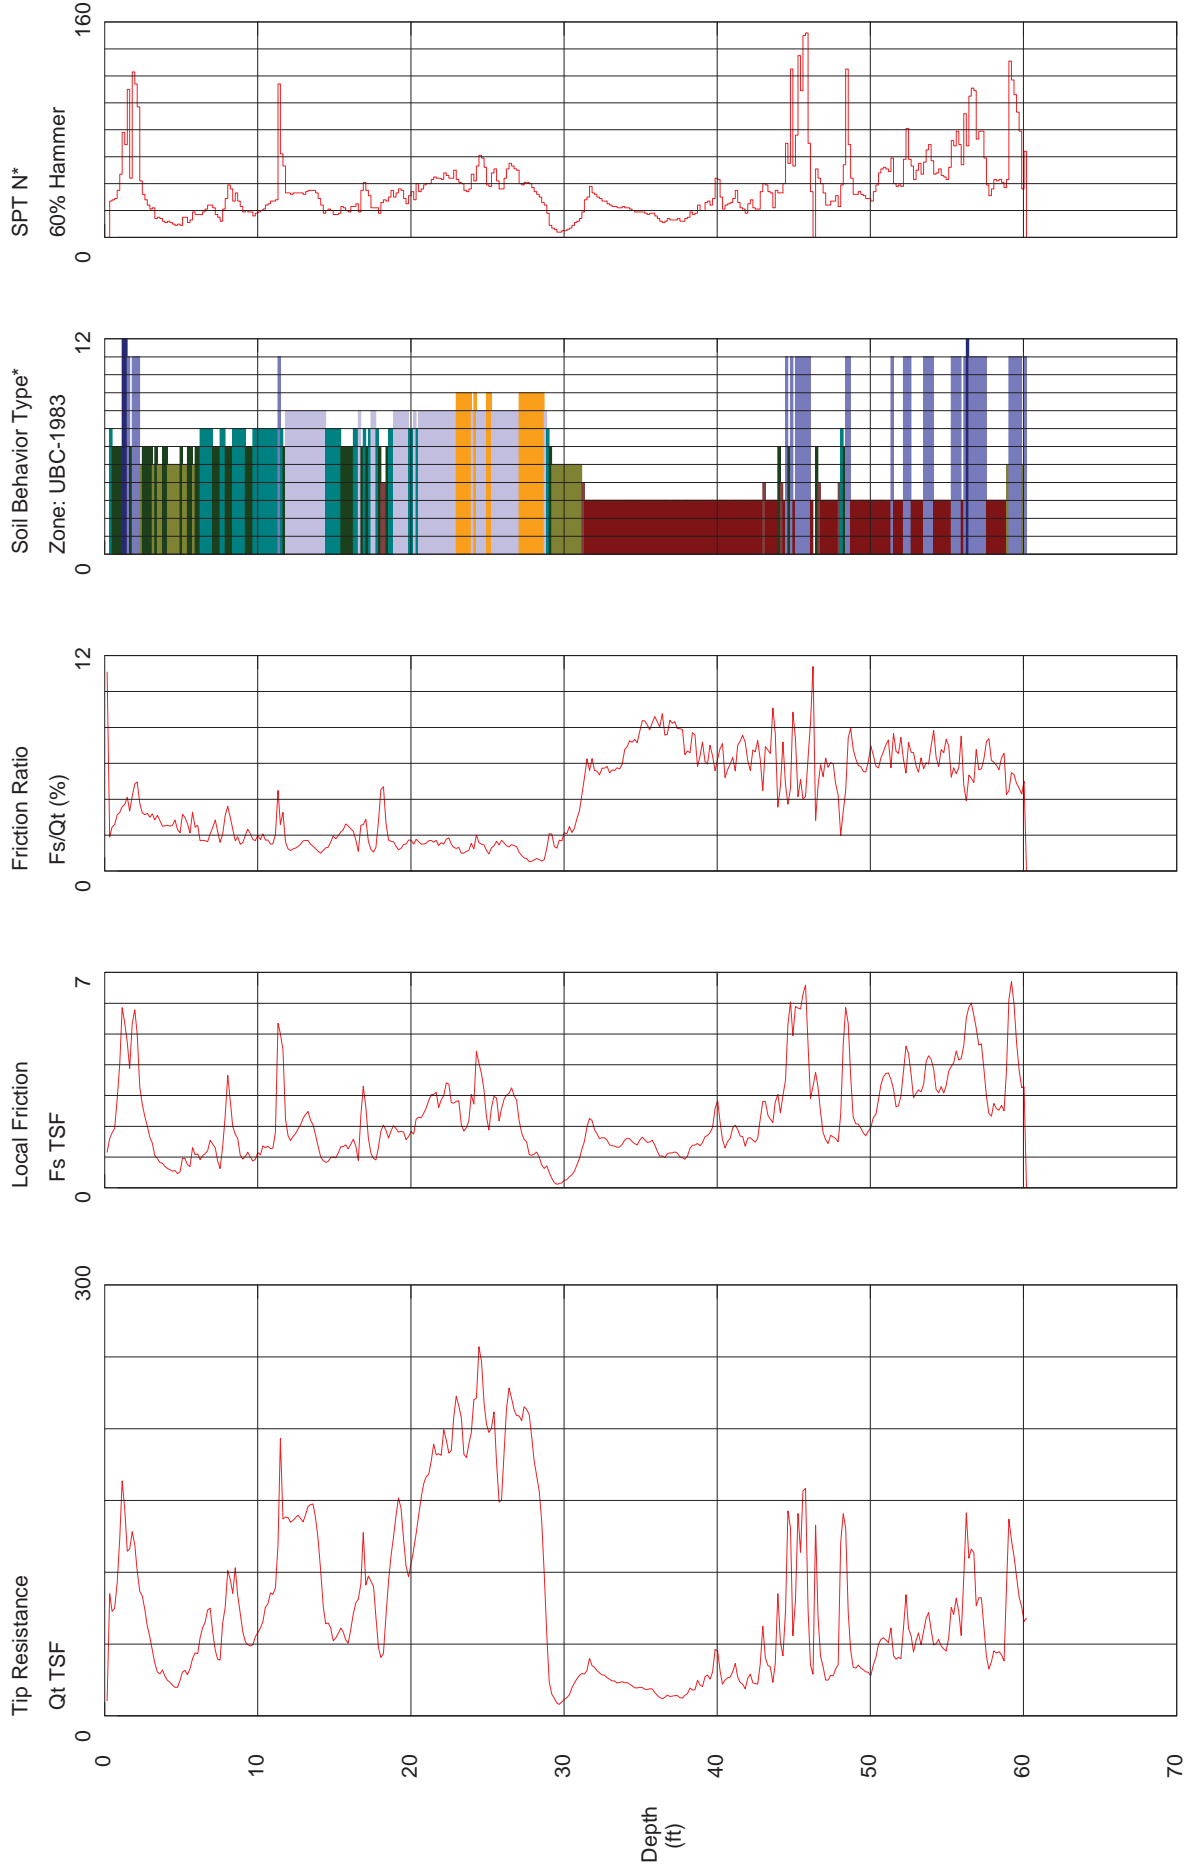 Tip Resistance
Qt TSF
0
300
Local Friction
Fs TSF
0
7
Friction Ratio
Fs/Qt (%)
0
12
Soil Behavior Type*
Zone: UBC-1983
0
12
SPT N*
60% Hammer
0
160
0
10
20
30
40
50
60
70
Depth
(ft)